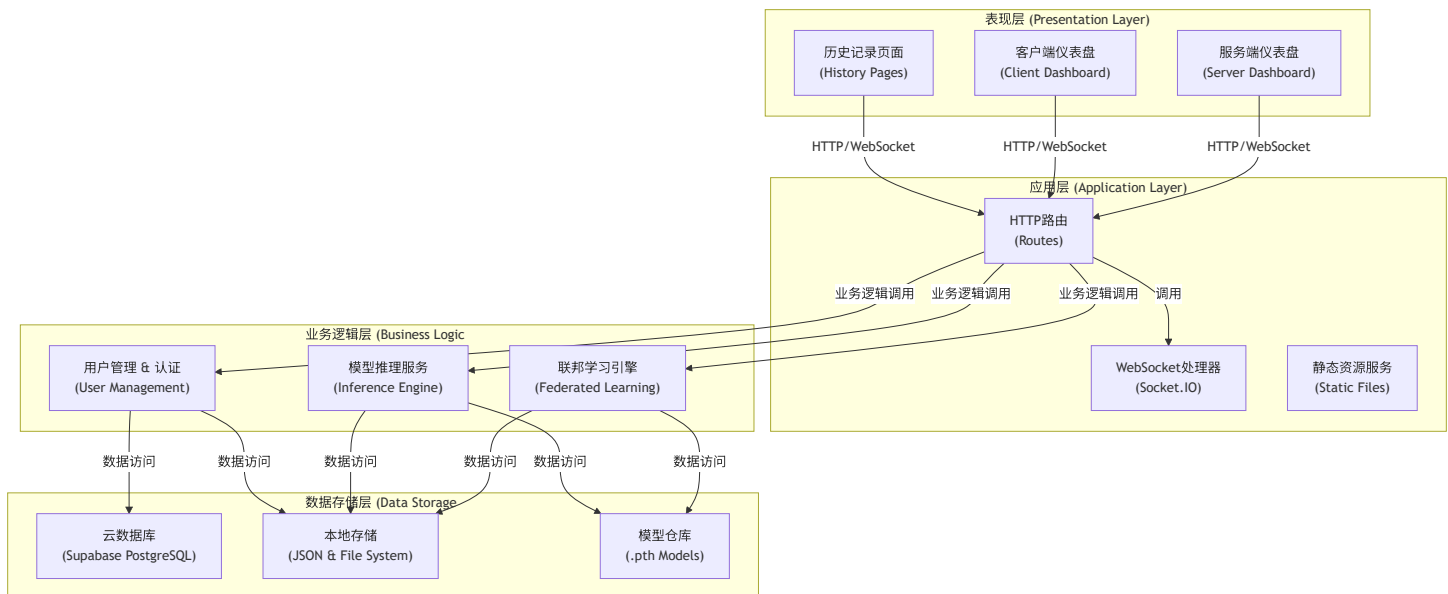 表现层 (Presentation Layer)
历史记录页面
(History Pages)
客户端仪表盘
(Client Dashboard)
服务端仪表盘
(Server Dashboard)
HTTP/WebSocket
HTTP/WebSocket
HTTP/WebSocket
应用层 (Application Layer)
HTTP路由
(Routes)
业务逻辑调用
业务逻辑调用
业务逻辑调用
调用
业务逻辑层 (Business Logic
用户管理 & 认证
(User Management)
模型推理服务
(Inference Engine)
联邦学习引擎
(Federated Learning)
WebSocket处理器
(Socket.IO)
静态资源服务
(Static Files)
数据访问
数据访问
数据访问
数据访问
数据访问
数据访问
数据存储层 (Data Storage
云数据库
(Supabase PostgreSQL)
本地存储
(JSON & File System)
模型仓库
(.pth Models)